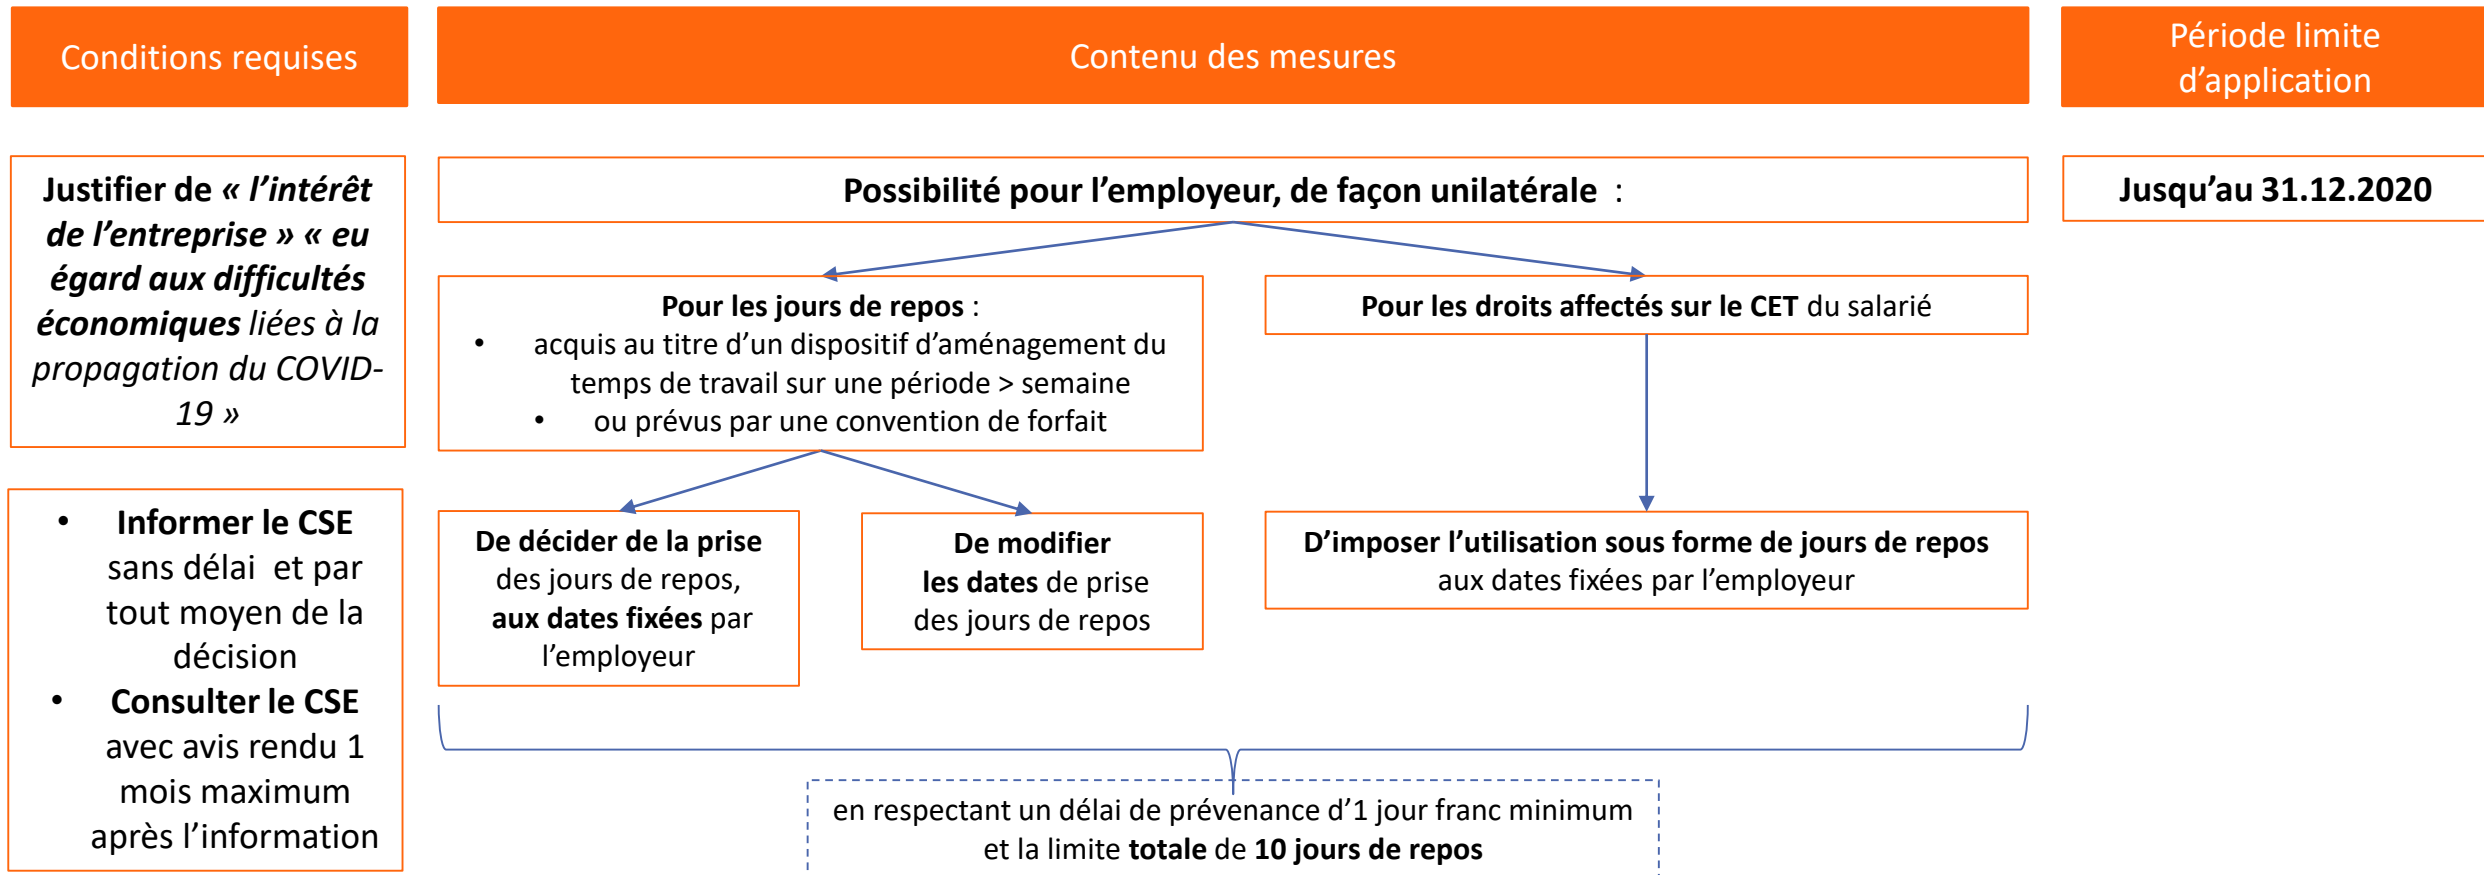 Conditions requises
Contenu des mesures
Période limite
d’application
Justifier de « l’intérêt
de l’entreprise » « eu
égard aux difficultés
économiques liées à la
propagation du COVID-
19 »
• Informer le CSE
sans délai et par
tout moyen de la
décision
• Consulter le CSE
avec avis rendu 1
mois maximum
après l’information
Possibilité pour l’employeur, de façon unilatérale :
Pour les jours de repos :
• acquis au titre d’un dispositif d’aménagement du
temps de travail sur une période > semaine
• ou prévus par une convention de forfait
Pour les droits affectés sur le CET du salarié
De décider de la prise
des jours de repos,
aux dates fixées par
l’employeur
De modifier
les dates de prise
des jours de repos
D’imposer l’utilisation sous forme de jours de repos
aux dates fixées par l’employeur
en respectant un délai de prévenance d’1 jour franc minimum
et la limite totale de 10 jours de repos
Jusqu’au 31.12.2020